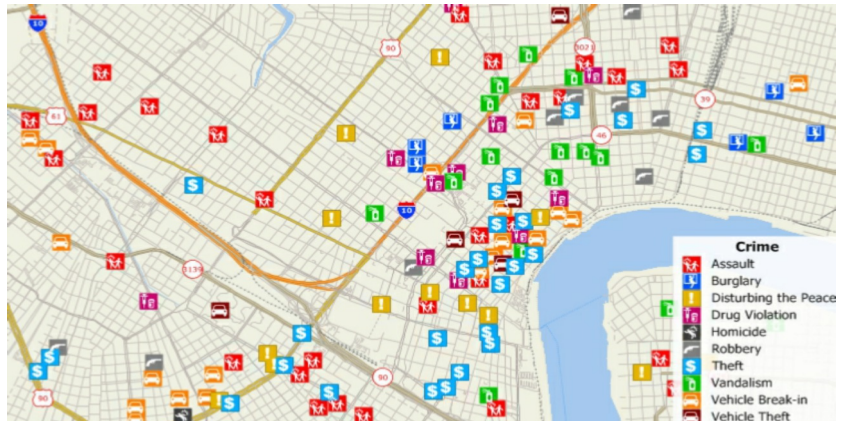 10
90
3021
39
61
46
10
3139
90
90
Crime
Assault
Burglary
Disturbing the Peace
Drug Violation
Homicide
Robbery
Theft
Vandalism
Vehicle Break-in
Vehicle Theft